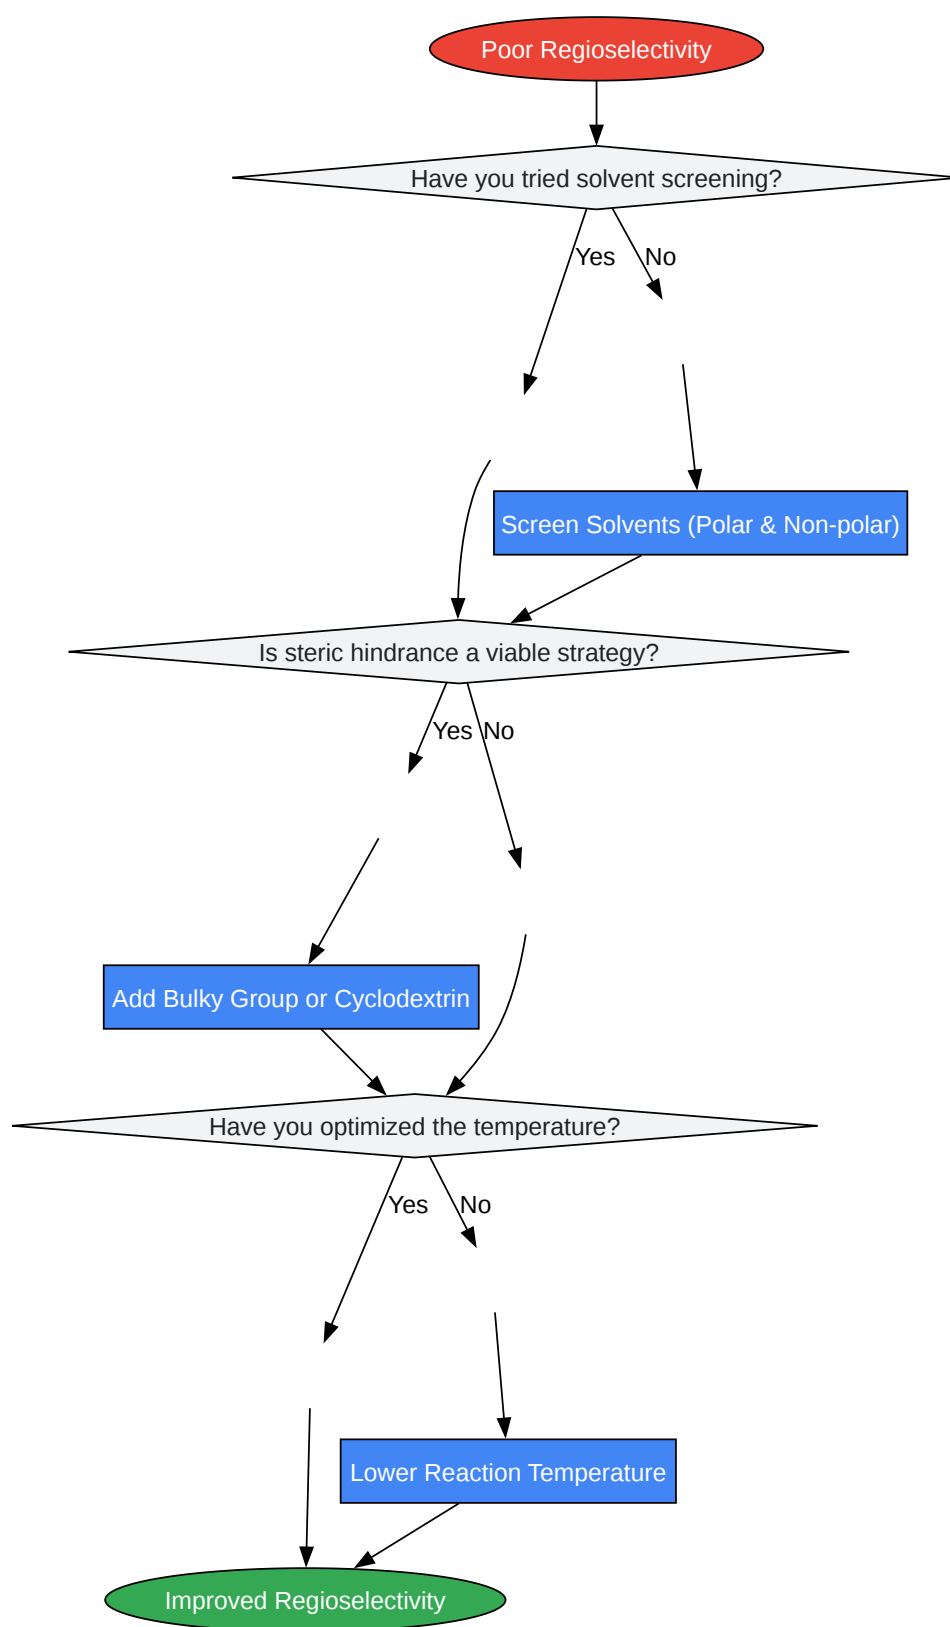 Poor Regioselectivity
Have you tried solvent screening?
Yes
No
Screen Solvents (Polar & Non-polar)
Is steric hindrance a viable strategy?
Yes
No
Add Bulky Group or Cyclodextrin
Have you optimized the temperature?
Yes
No
Lower Reaction Temperature
Improved Regioselectivity